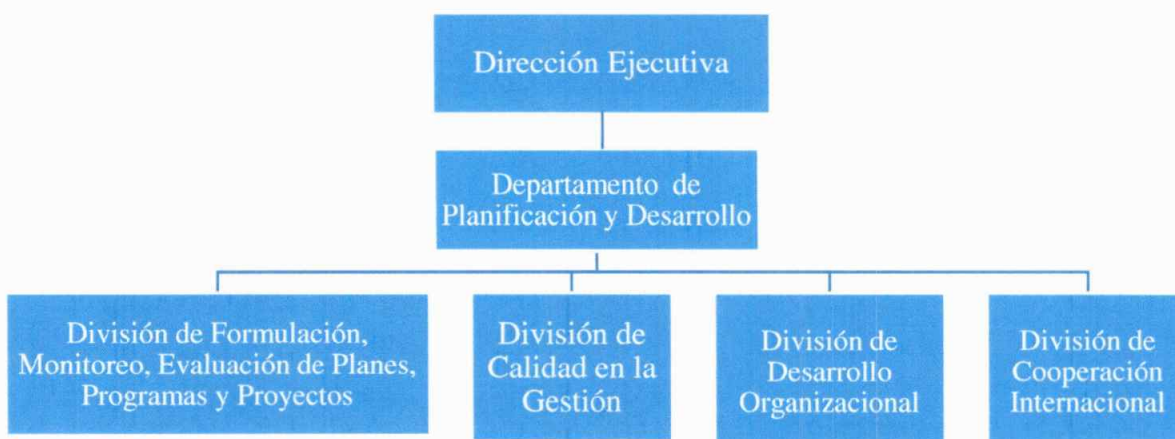 Dirección Ejecutiva
Departamento de
Planificación y Desarrollo
División de Formulación,
Monitoreo, Evaluación de Planes,
Programas y Proyectos
División de
Calidad en la
Gestión
División de
Desarrollo
Organizacional
División de
Cooperación
Internacional